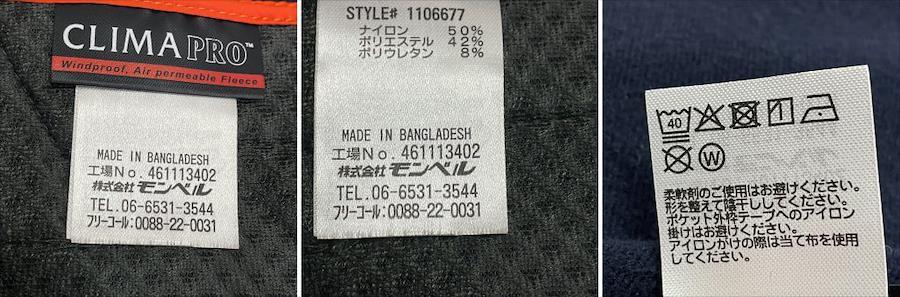 CLIMAPRO™
Windproof, Air permeable Fleece
MADE IN BANGLADESH
工場No. 461113402
株式会社モンベル
TEL. 06-6531-3544
フリーコール：0088-22-0031
STYLE# 1106677
ナイロン 50%
ポリエステル 42%
ポリウレタン 8%
MADE IN BANGLADESH
工場No. 461113402
株式会社モンベル
TEL. 06-6531-3544
フリーコール：0088-22-0031
40
W
柔軟剤のご使用はお避けください。
形を整えて陰干ししてください。
ポケット外枠テープへのアイロン
掛けはお避けください。
アイロンがけの際は当て布を使用
してください。